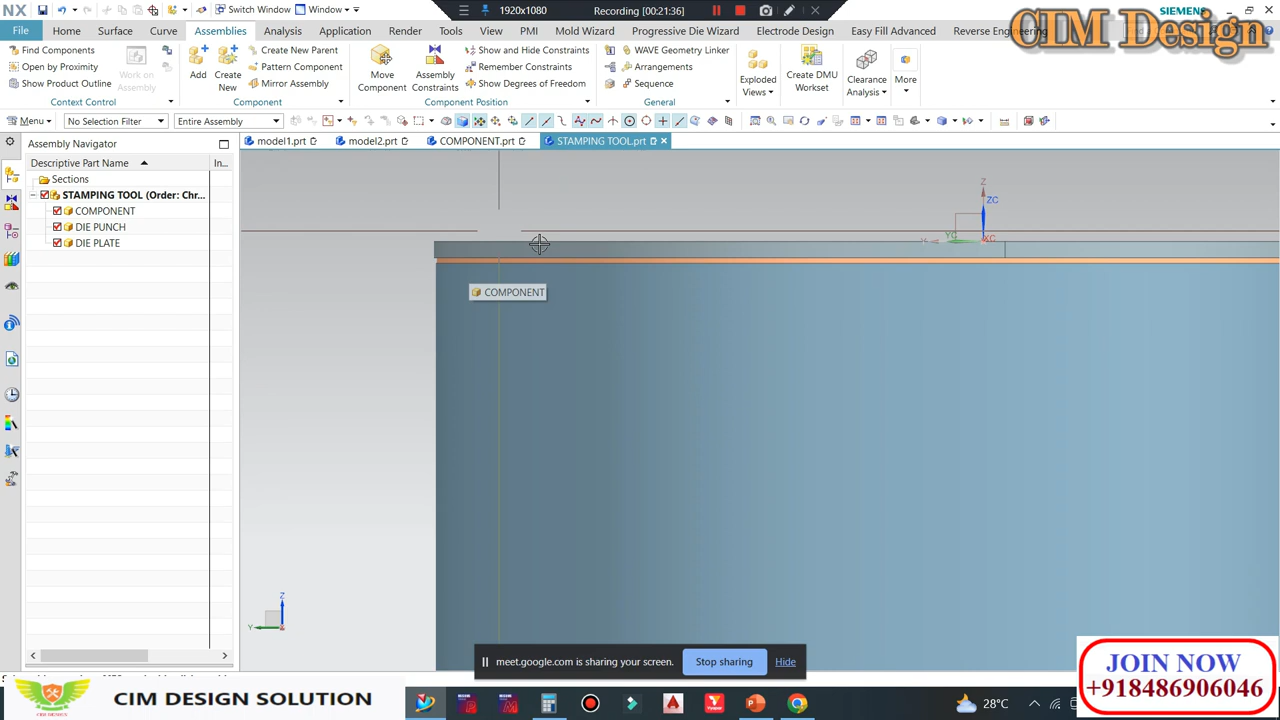 NX
Switch Window
Window
1920x1080
Recording [00:21:36]
SIEMENS
CIM Design
File
Home
Surface
Curve
Assemblies
Analysis
Application
Render
Tools
View
PMI
Mold Wizard
Progressive Die Wizard
Electrode Design
Easy Fill Advanced
Reverse Engineering
Find Components
Open by Proximity
Show Product Outline
Work on
Assembly
Context Control
Add
Create
New
Create New Parent
Pattern Component
Mirror Assembly
Component
Move
Component
Assembly
Constraints
Show and Hide Constraints
Remember Constraints
Show Degrees of Freedom
Component Position
WAVE Geometry Linker
Arrangements
Sequence
General
Exploded
Views
Create DMU
Workset
Clearance
Analysis
More
Menu
No Selection Filter
Entire Assembly
Assembly Navigator
model1.prt
model2.prt
COMPONENT.prt
STAMPING TOOL.prt
Descriptive Part Name
In...
Sections
STAMPING TOOL (Order: Chr...
COMPONENT
DIE PUNCH
DIE PLATE
Z
ZC
YC
XC
COMPONENT
Z
Y
meet.google.com is sharing your screen.
Stop sharing
Hide
JOIN NOW
+918486906046
CIM DESIGN SOLUTION
28°C